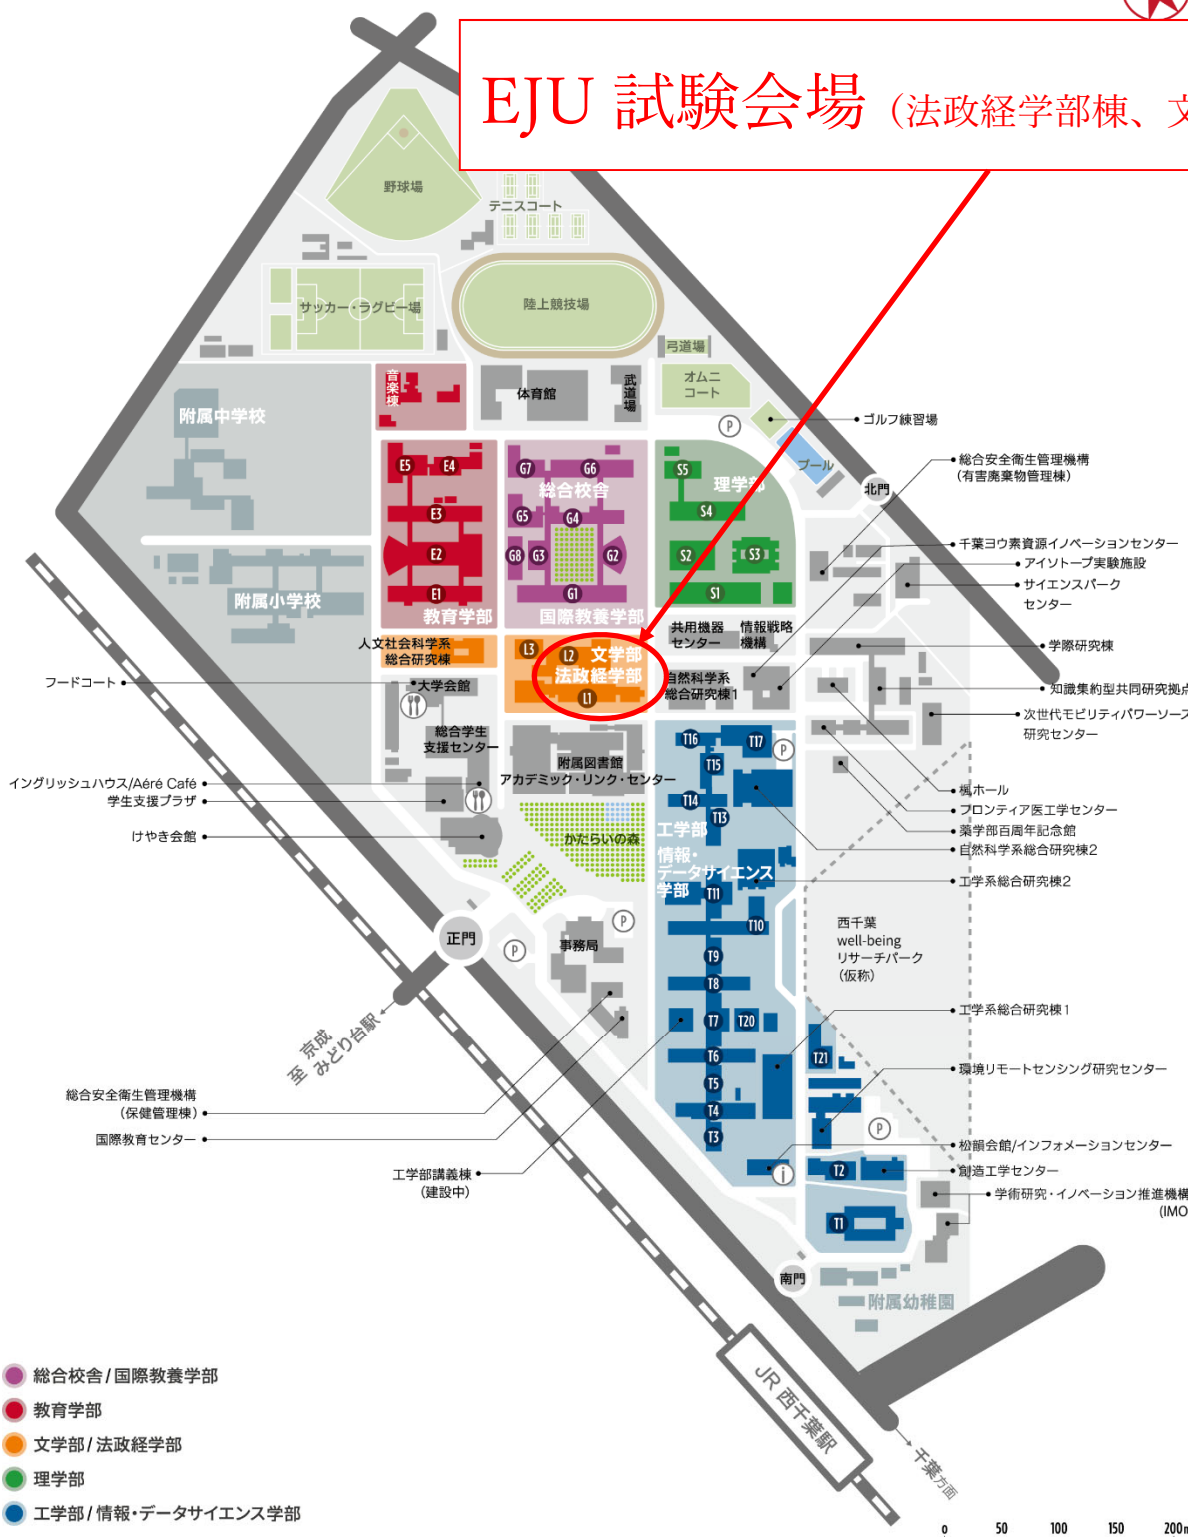 EJU 試験会場（法政経学部棟、文
野球場
テニスコート
サッカー・ラグビー場
陸上競技場
弓道場
オムニ
コート
音楽棟
体育館
武道場
附属中学校
P
ゴルフ練習場
プール
北門
総合安全衛生管理機構
(有害廃棄物管理棟)
E5
E4
E3
E2
E1
教育学部
G7
G6
総合校舎
G5
G4
G8
G3
G2
G1
国際教養学部
S5
理学部
S4
S2
S3
S1
千葉ヨウ素資源イノベーションセンター
アイソトープ実験施設
サイエンスパーク
センター
附属小学校
人文社会科学系
総合研究棟
L3
L2
文学部
法政経学部
L1
共用機器
センター
情報戦略
機構
自然科学系
総合研究棟1
学際研究棟
知識集約型共同研究拠点
次世代モビリティパワーソース
研究センター
フードコート
大学会館
総合学生
支援センター
附属図書館
アカデミック・リンク・センター
イングリッシュハウス/Aéré Café
学生支援プラザ
けやき会館
かたらいの森
T16
T17
P
T15
T14
T13
工学部
情報・
データサイエンス
学部
T11
T10
T9
T8
T7
T20
T6
T5
T4
T3
楓ホール
フロンティア医工学センター
薬学部百周年記念館
自然科学系総合研究棟2
工学系総合研究棟2
西千葉
well-being
リサーチパーク
(仮称)
正門
P
P
事務局
至 京成
みどり台駅
工学系総合研究棟1
T21
環境リモートセンシング研究センター
総合安全衛生管理機構
(保健管理棟)
国際教育センター
工学部講義棟
(建設中)
P
松韻会館/インフォメーションセンター
i
T2
創造工学センター
学術研究・イノベーション推進機構
(IMO
T1
南門
附属幼稚園
JR 西千葉駅
千葉方面
総合校舎/国際教養学部
教育学部
文学部/法政経学部
理学部
工学部/情報・データサイエンス学部
0 50 100 150 200m